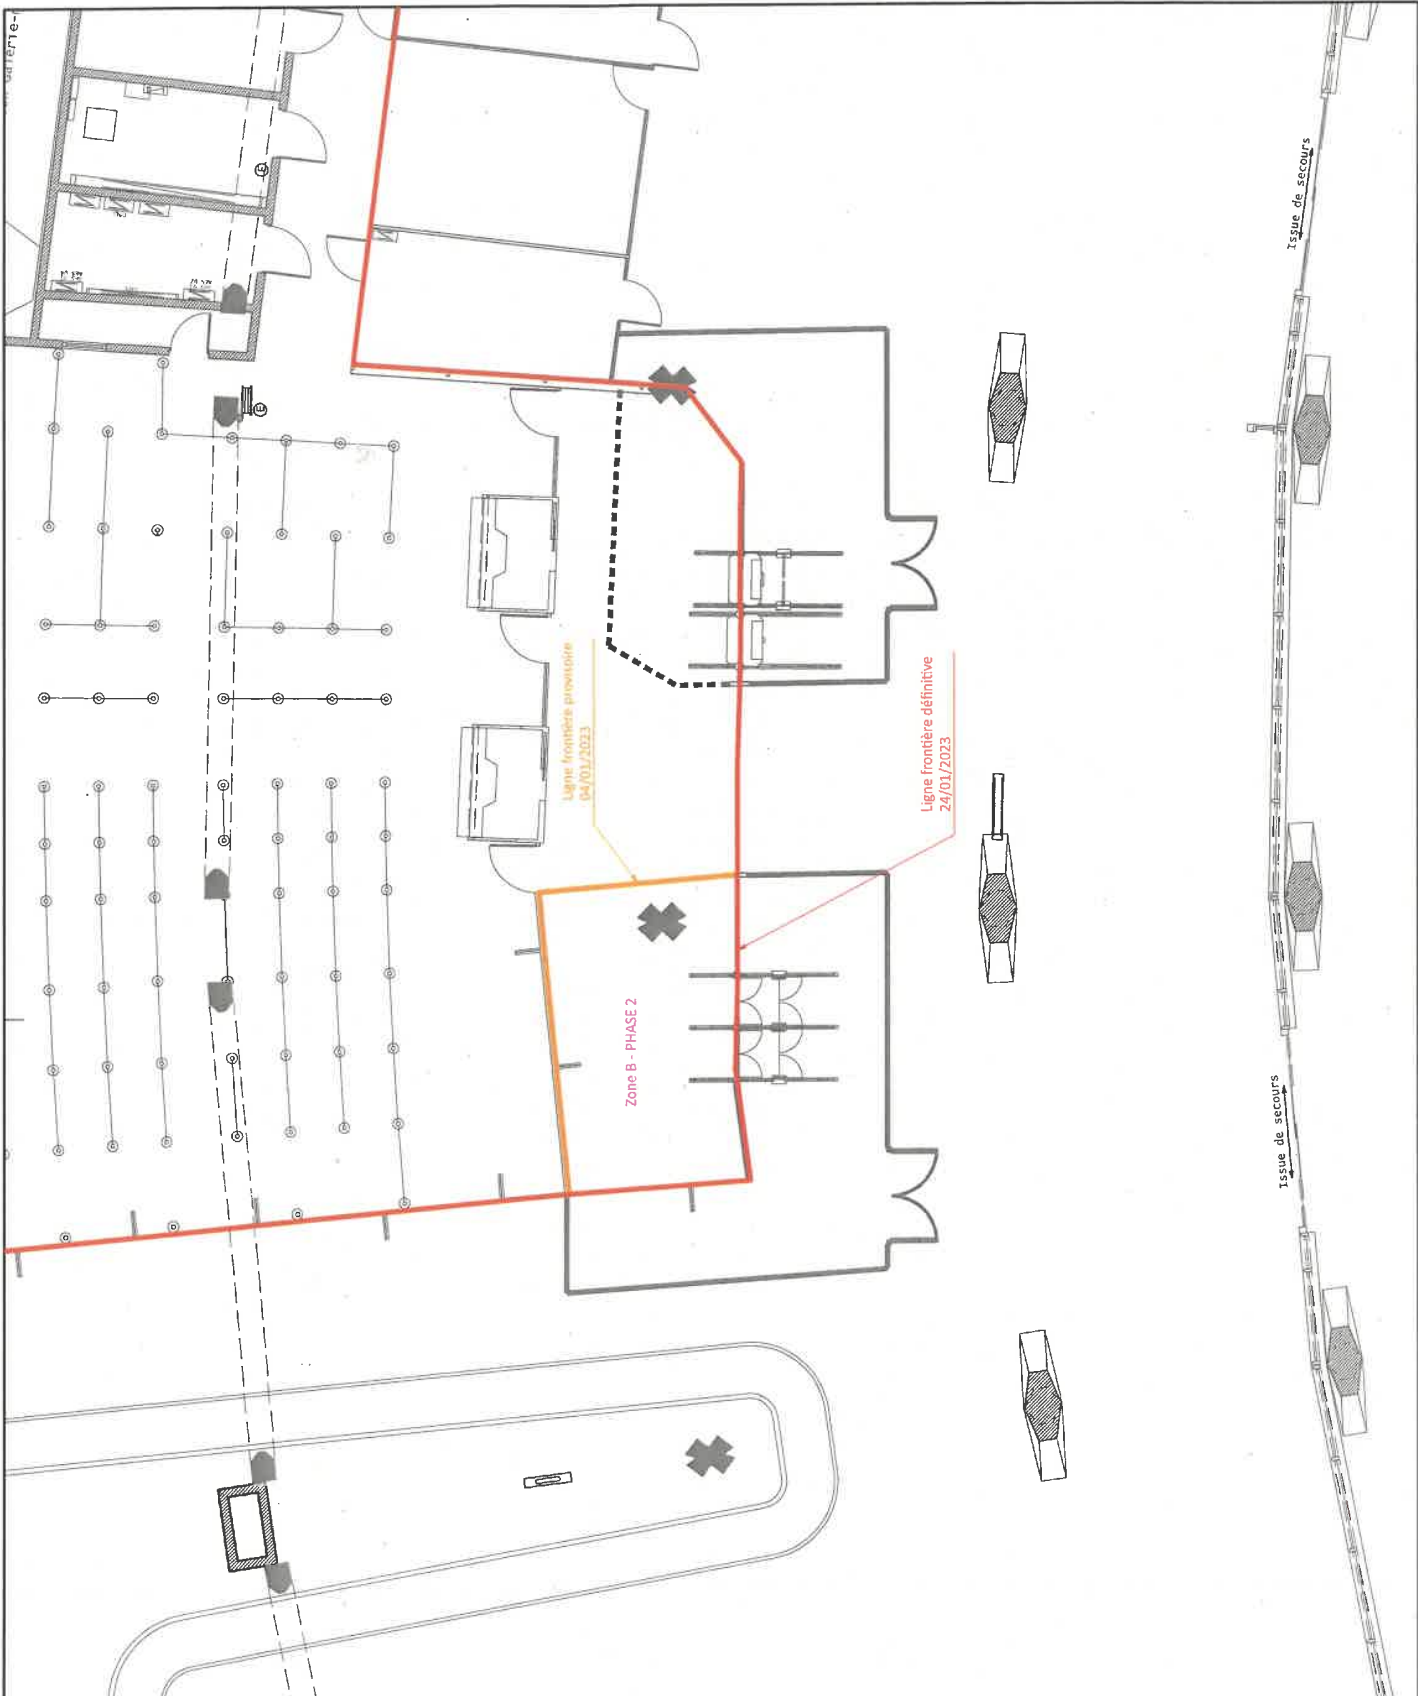 Issue de secours
Ligne frontière provisoire
04/01/2023
Ligne frontière définitive
24/01/2023
Zone B - PHASE 2
Issue de secours